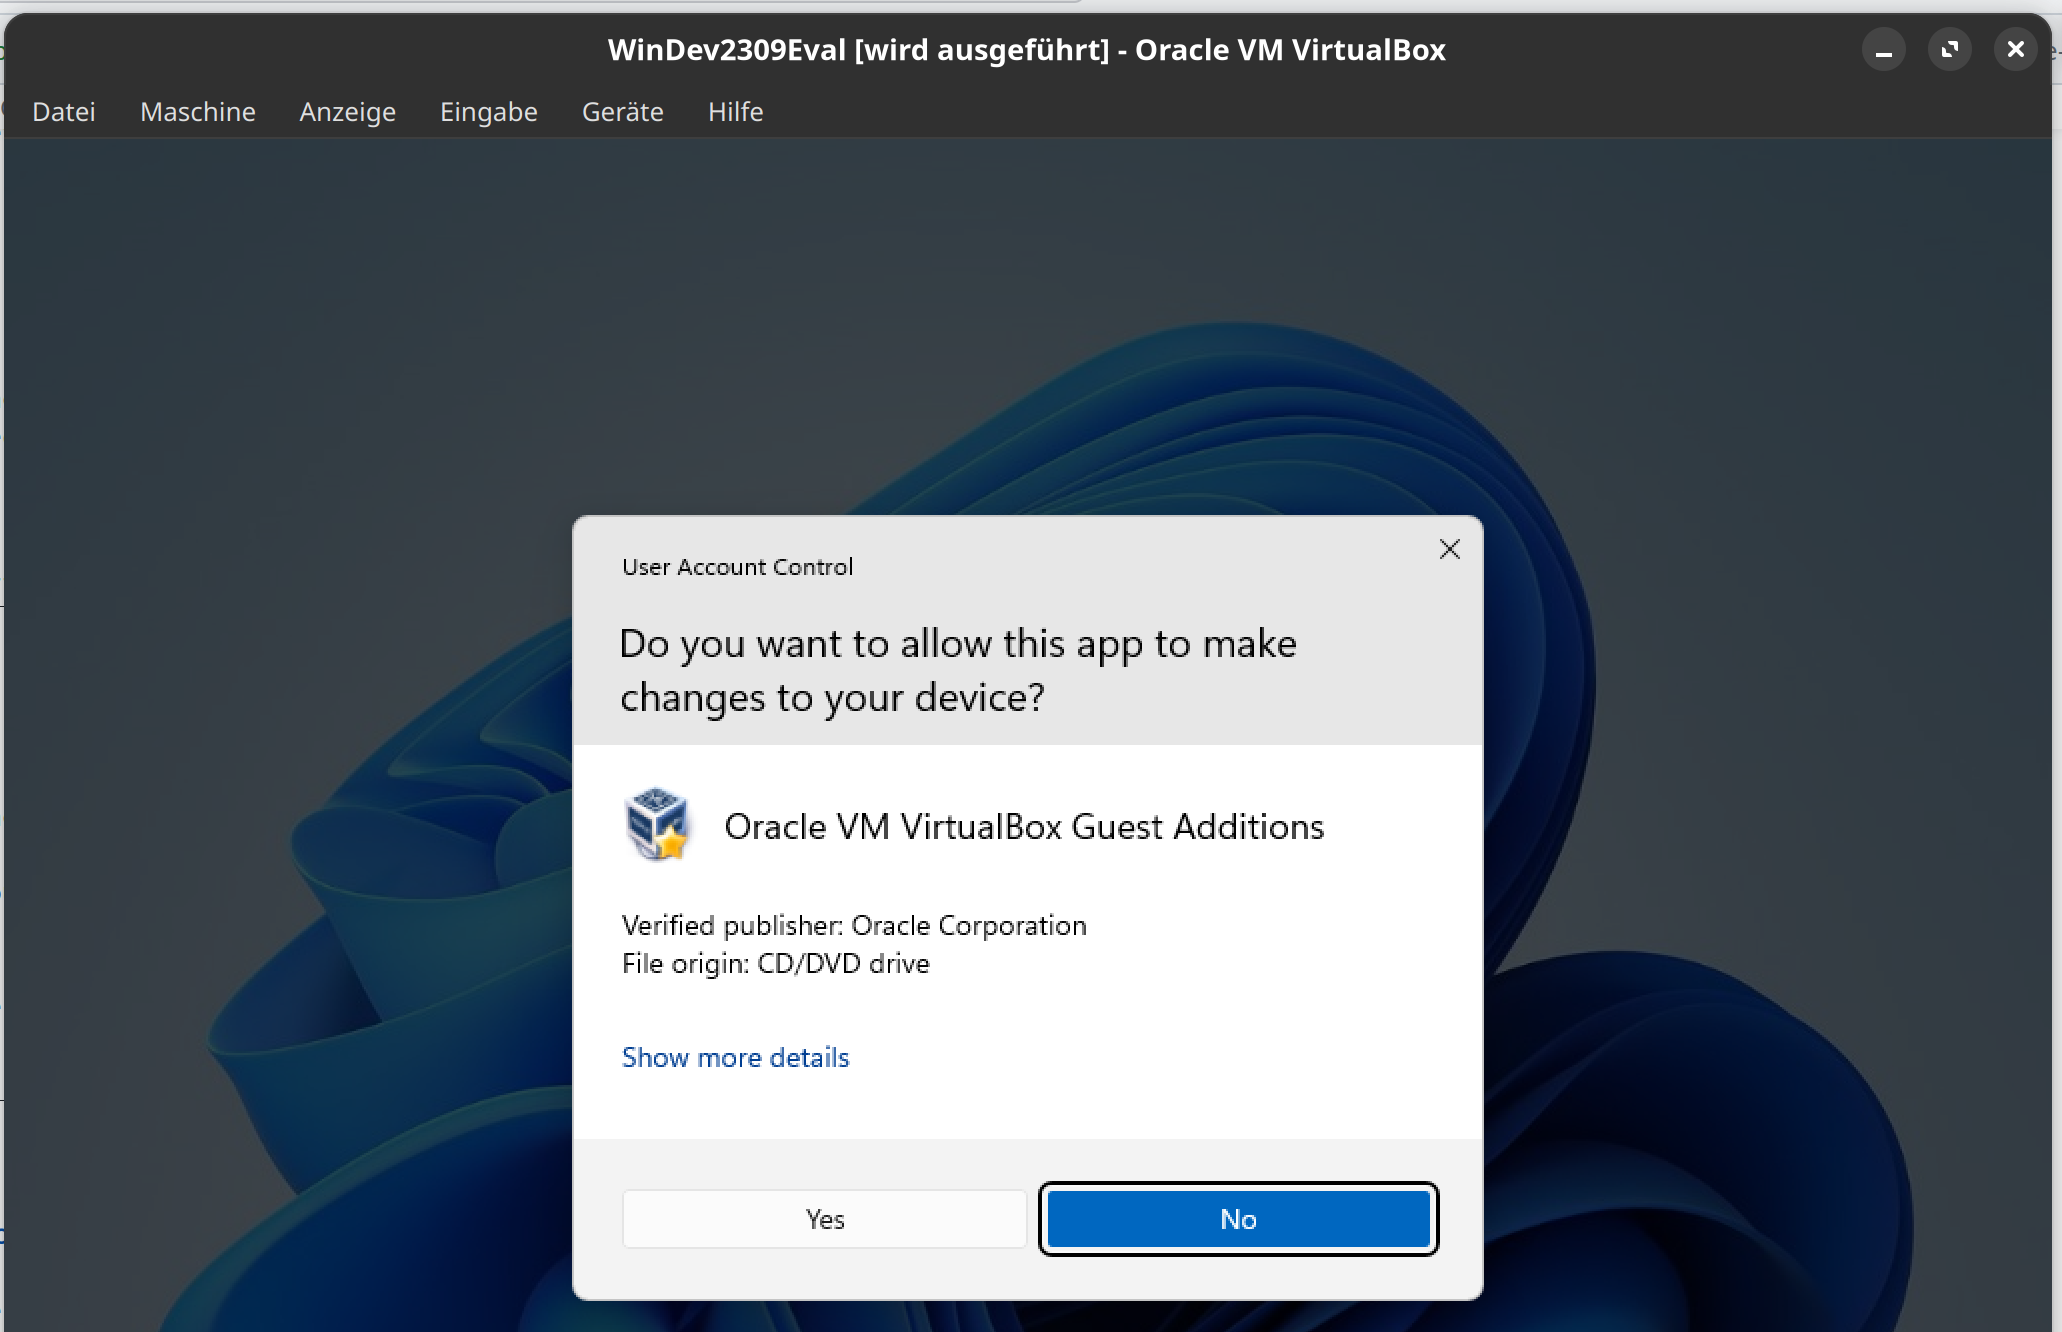 WinDev2309Eval [wird ausgeführt] - Oracle VM VirtualBox
Datei Maschine Anzeige Eingabe Geräte Hilfe
User Account Control
Do you want to allow this app to make
changes to your device?
Oracle VM VirtualBox Guest Additions
Verified publisher: Oracle Corporation
File origin: CD/DVD drive
Show more details
Yes No